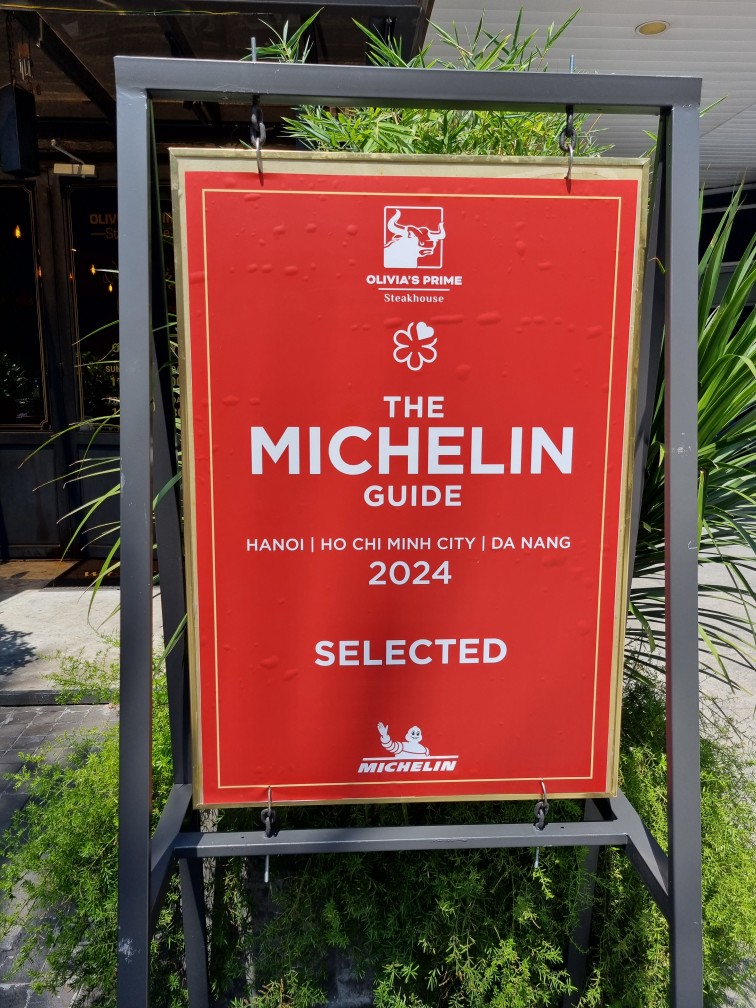 OLIVIA'S PRIME
Steakhouse
THE
MICHELIN
GUIDE
HANOI | HO CHI MINH CITY | DA NANG
2024
SELECTED
MICHELIN